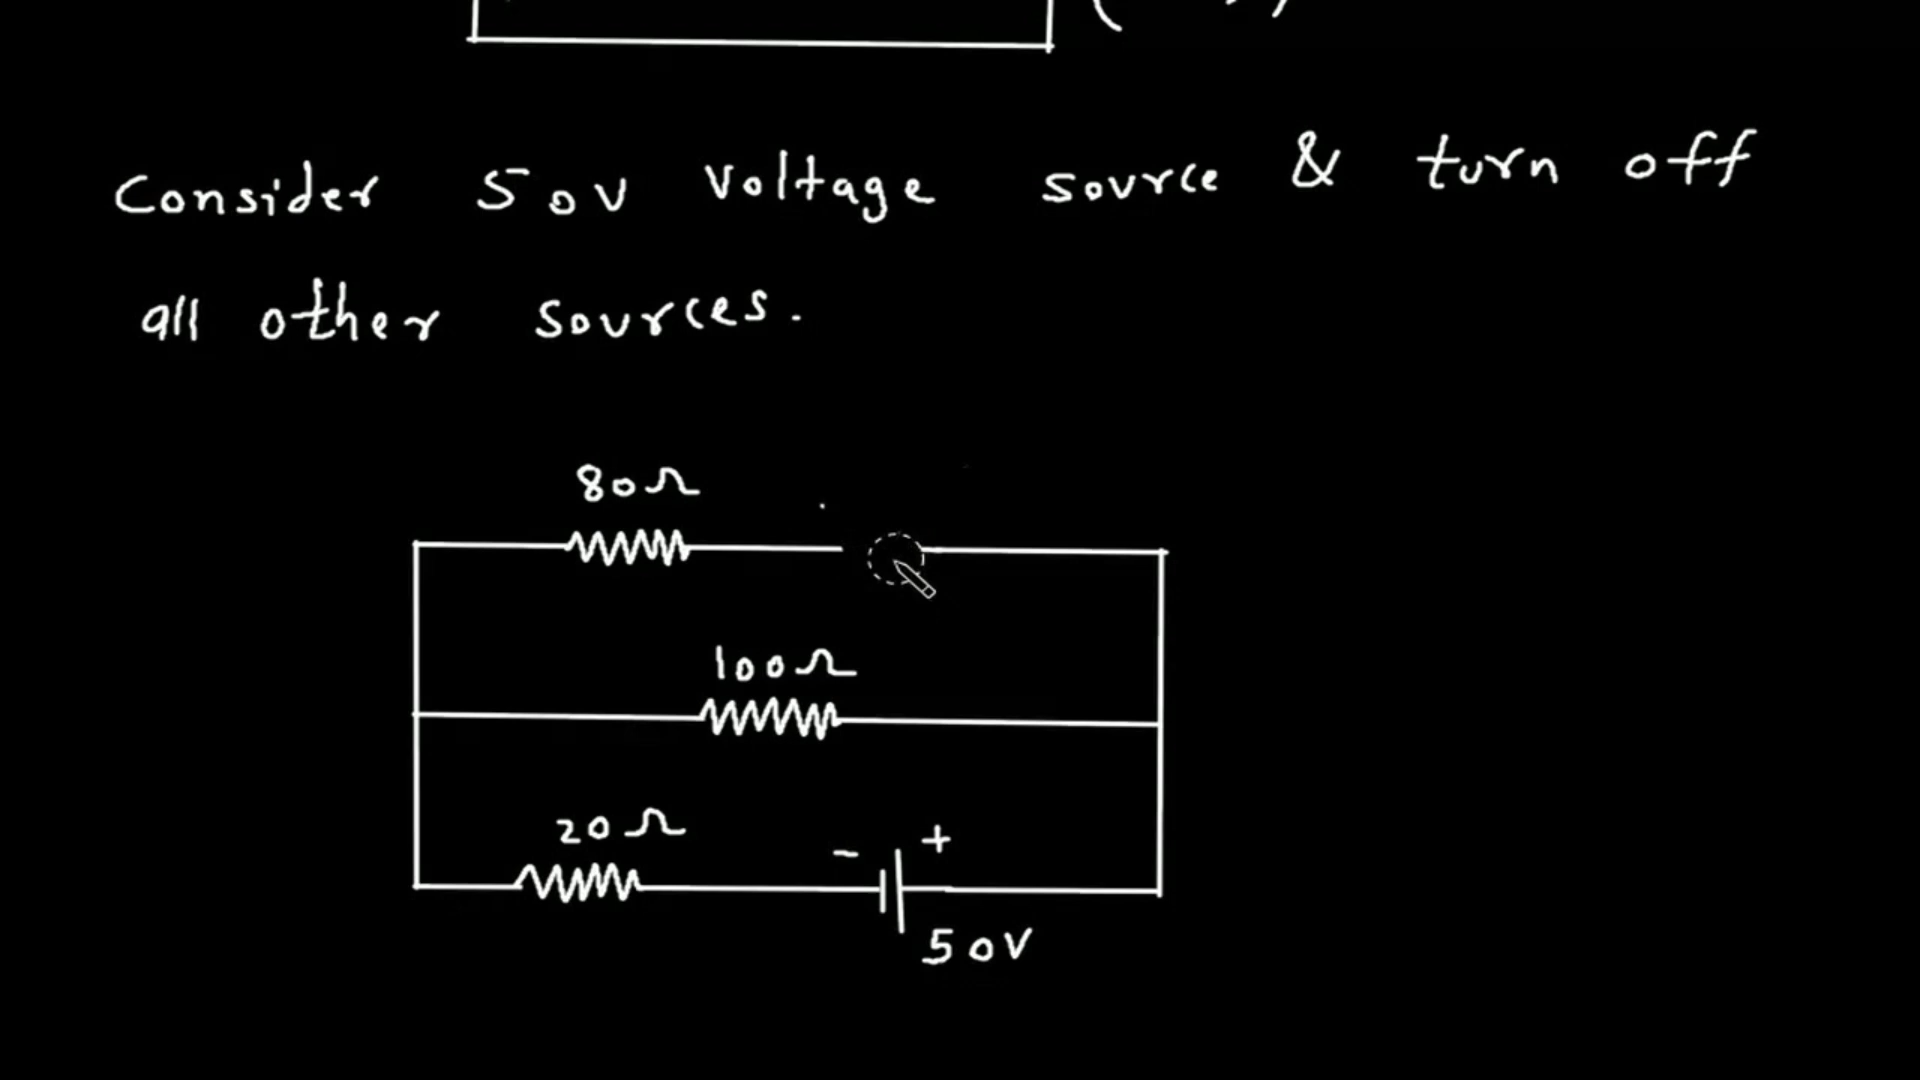 Consider 50V Voltage source & turn off
all other sources.
80Ω
100Ω
20Ω
- +
50V